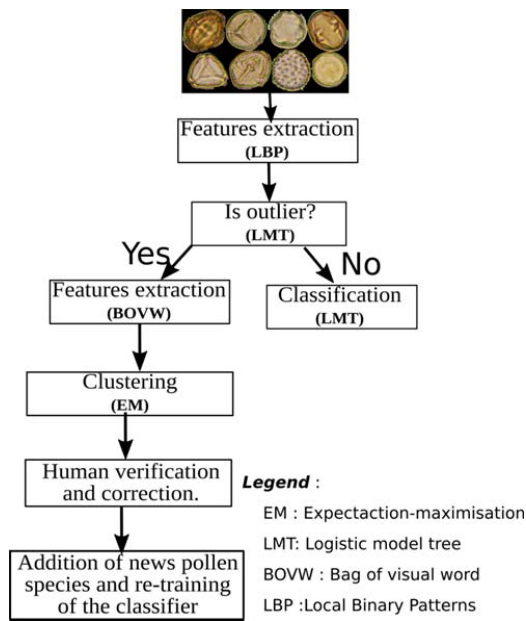 Features extraction
(LBP)
Is outlier?
(LMT)
Yes
No
Features extraction
(BOVW)
Classification
(LMT)
Clustering
(EM)
Human verification
and correction.
Addition of news pollen
species and re-training
of the classifier
Legend :
EM : Expectaction-maximisation
LMT: Logistic model tree
BOVW : Bag of visual word
LBP :Local Binary Patterns